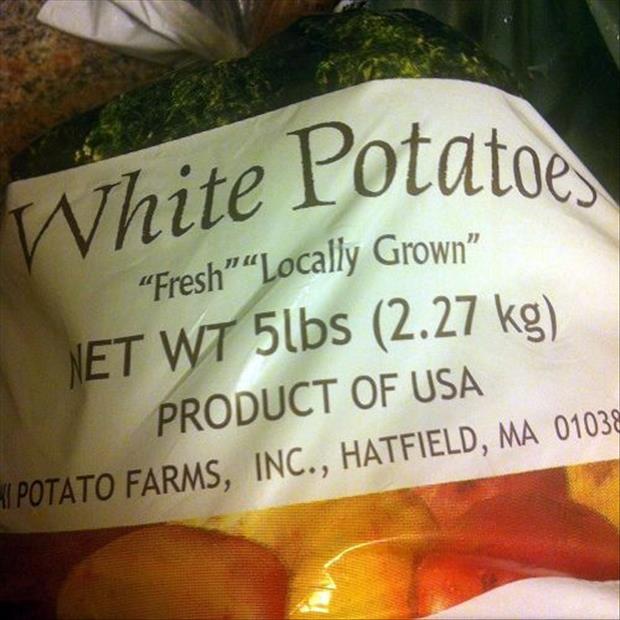 White Potatoes
"Fresh" "Locally Grown"
NET WT 5lbs (2.27 kg)
PRODUCT OF USA
POTATO FARMS, INC., HATFIELD, MA 01038